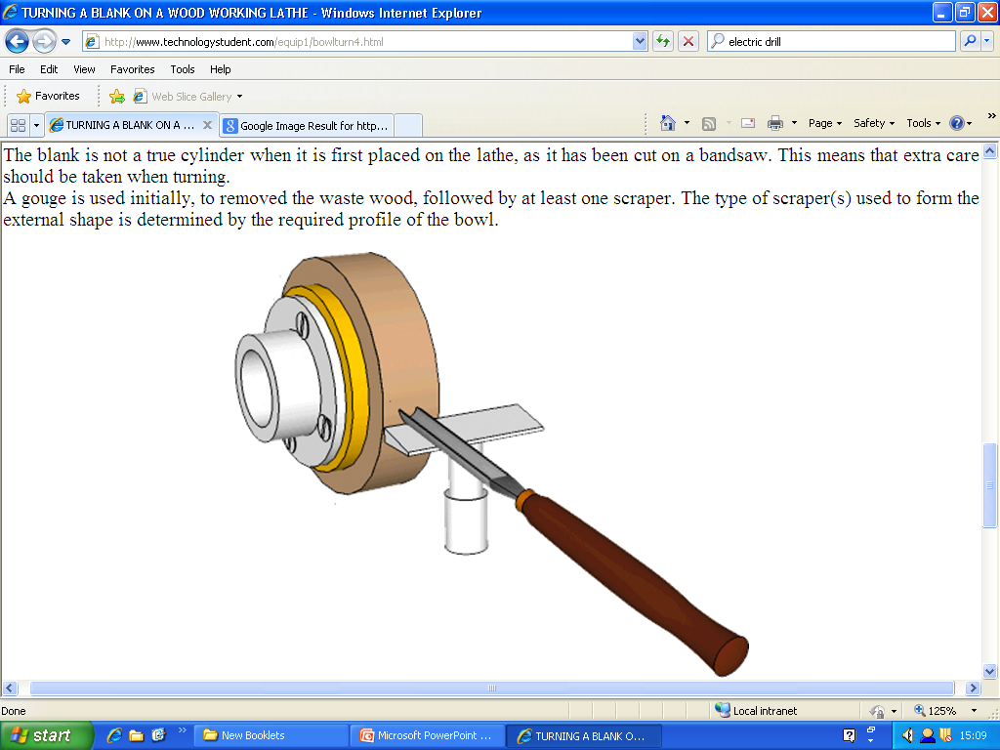 TURNING A BLANK ON A WOOD WORKING LATHE - Windows Internet Explorer
http://www.technologystudent.com/equip1/bowlturn4.html
electric drill
File Edit View Favorites Tools Help
Favorites Web Slice Gallery
TURNING A BLANK ON A ... Google Image Result for http... Page Safety Tools
The blank is not a true cylinder when it is first placed on the lathe, as it has been cut on a bandsaw. This means that extra care
should be taken when turning.
A gouge is used initially, to removed the waste wood, followed by at least one scraper. The type of scraper(s) used to form the
external shape is determined by the required profile of the bowl.
Done Local intranet 125%
start New Booklets Microsoft PowerPoint ... TURNING A BLANK O... 15:09